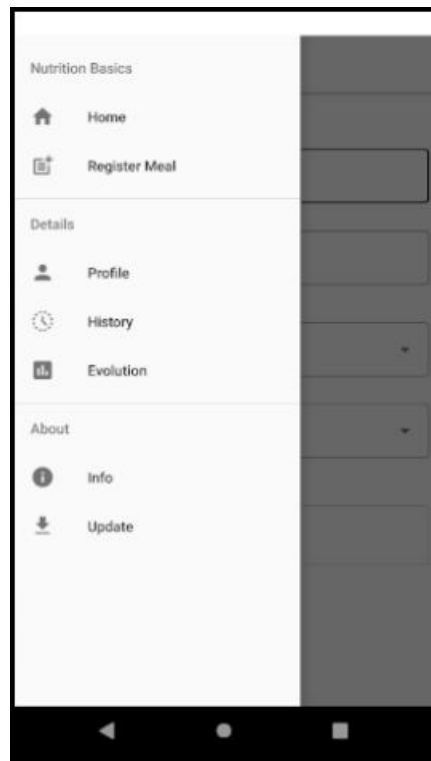 Nutrition Basics
Home
Register Meal
Details
Profile
History
Evolution
About
Info
Update